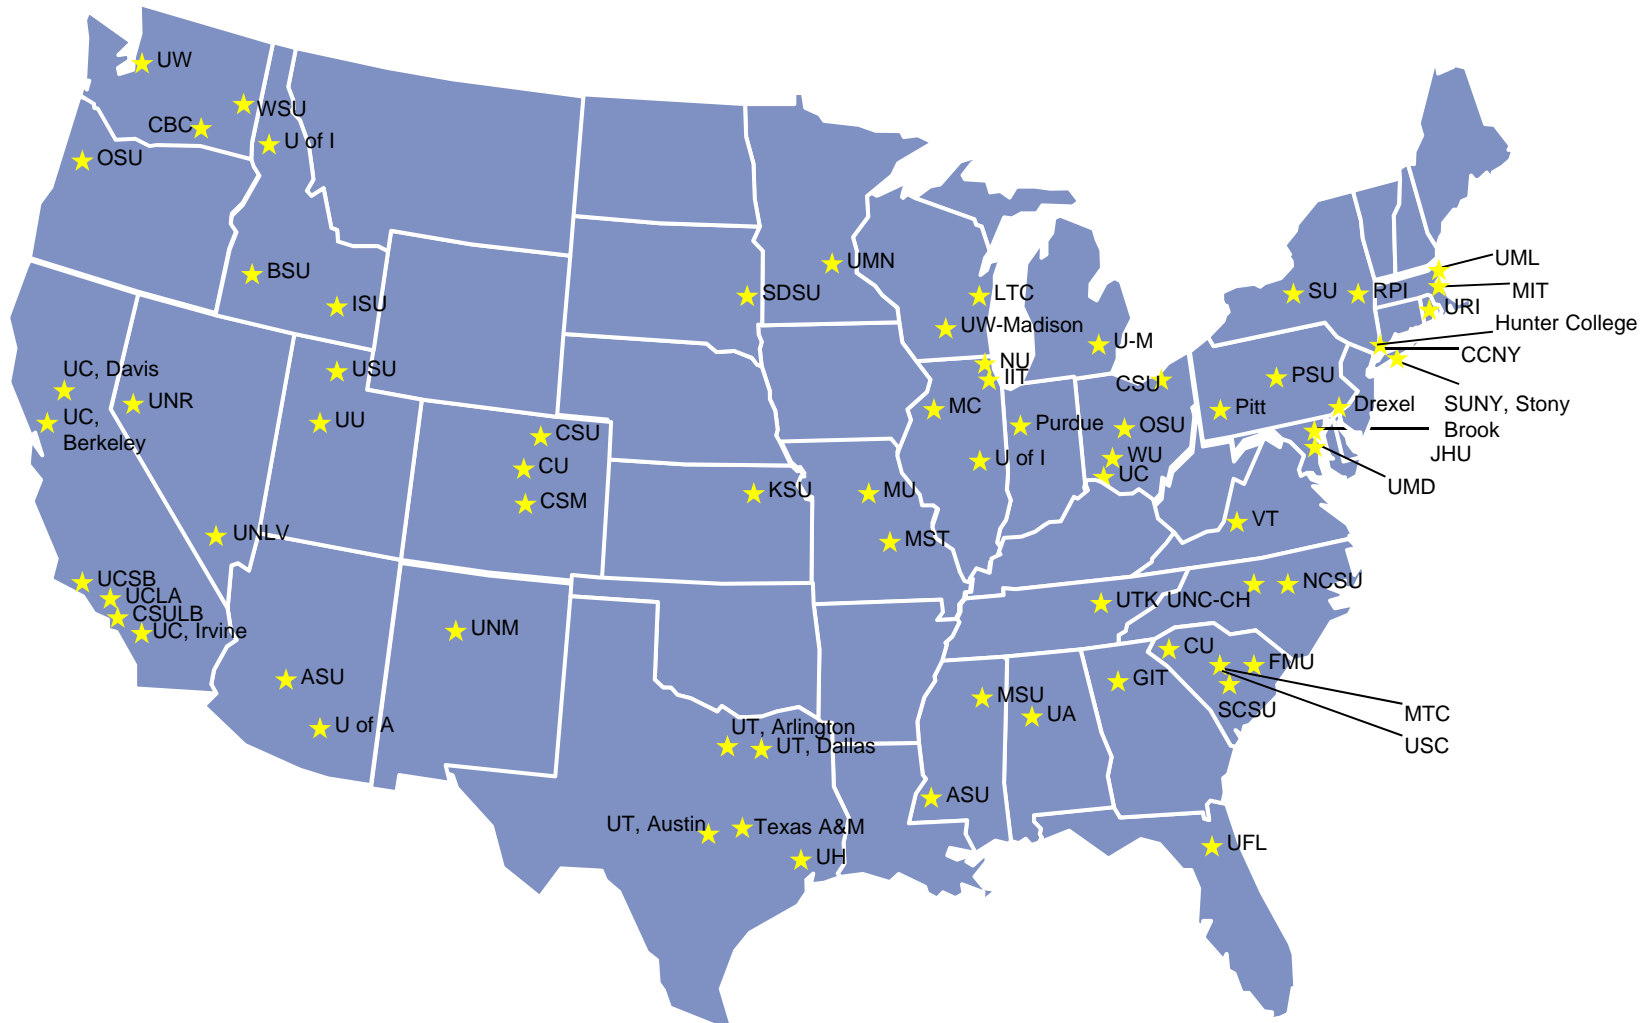 UW
WSU
CBC
U of I
OSU
UML
UMN
BSU
MIT
SDSU
LTC
SU
RPI
ISU
URI
Hunter College
UW-Madison
U-M
CCNY
NU
UC, Davis
USU
IIT
CSU
PSU
UNR
MC
Pitt
Drexel
SUNY, Stony
Brook
UC,
Berkeley
UU
CSU
Purdue
OSU
JHU
CU
U of I
WU
UC
UMD
KSU
MU
CSM
VT
UNLV
MST
UCSB
NCSU
UCLA
UTK
UNC-CH
CSULB
UC, Irvine
UNM
CU
FMU
ASU
GIT
MSU
SCSU
MTC
UA
U of A
UT, Arlington
UT, Dallas
USC
ASU
UT, Austin
Texas A&M
UFL
UH